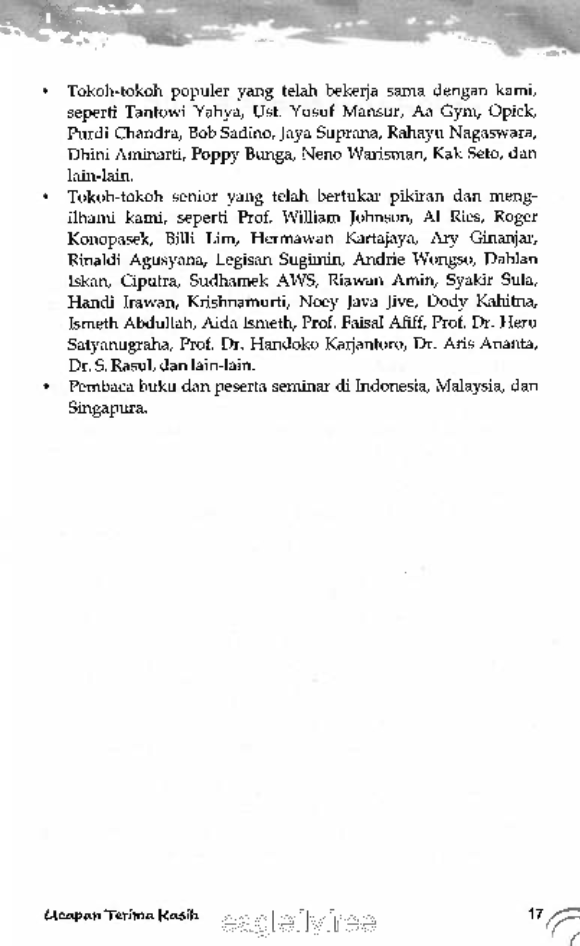 • Tokoh-tokoh populer yang telah bekerja sama dengan kami,
seperti Tantowi Yahya, Ust. Yusuf Mansur, Aa Gym, Opick,
Purdi Chandra, Bob Sadino, Jaya Suprana, Rahayu Nagaswara,
Dhini Aminarti, Poppy Bunga, Neno Warisman, Kak Seto, dan
lain-lain.
• Tokoh-tokoh senior yang telah bertukar pikiran dan meng-
ilhami kami, seperti Prof. William Johnson, Al Ries, Roger
Konopasek, Billi Lim, Hermawan Kartajaya, Ary Ginanjar,
Rinaldi Agusyana, Legisan Sugimin, Andrie Wongso, Dahlan
Iskan, Ciputra, Sudhamek AWS, Riawan Amin, Syakir Sula,
Handi Irawan, Krishnamurti, Noey Java Jive, Dody Kahitna,
Ismeth Abdullah, Aida Ismeth, Prof. Faisal Afiff, Prof. Dr. Heru
Satyanugraha, Prof. Dr. Handoko Karjantoro, Dr. Aris Ananta,
Dr. S. Rasul, dan lain-lain.
• Pembaca buku dan peserta seminar di Indonesia, Malaysia, dan
Singapura.
Ucapan Terima Kasih
17